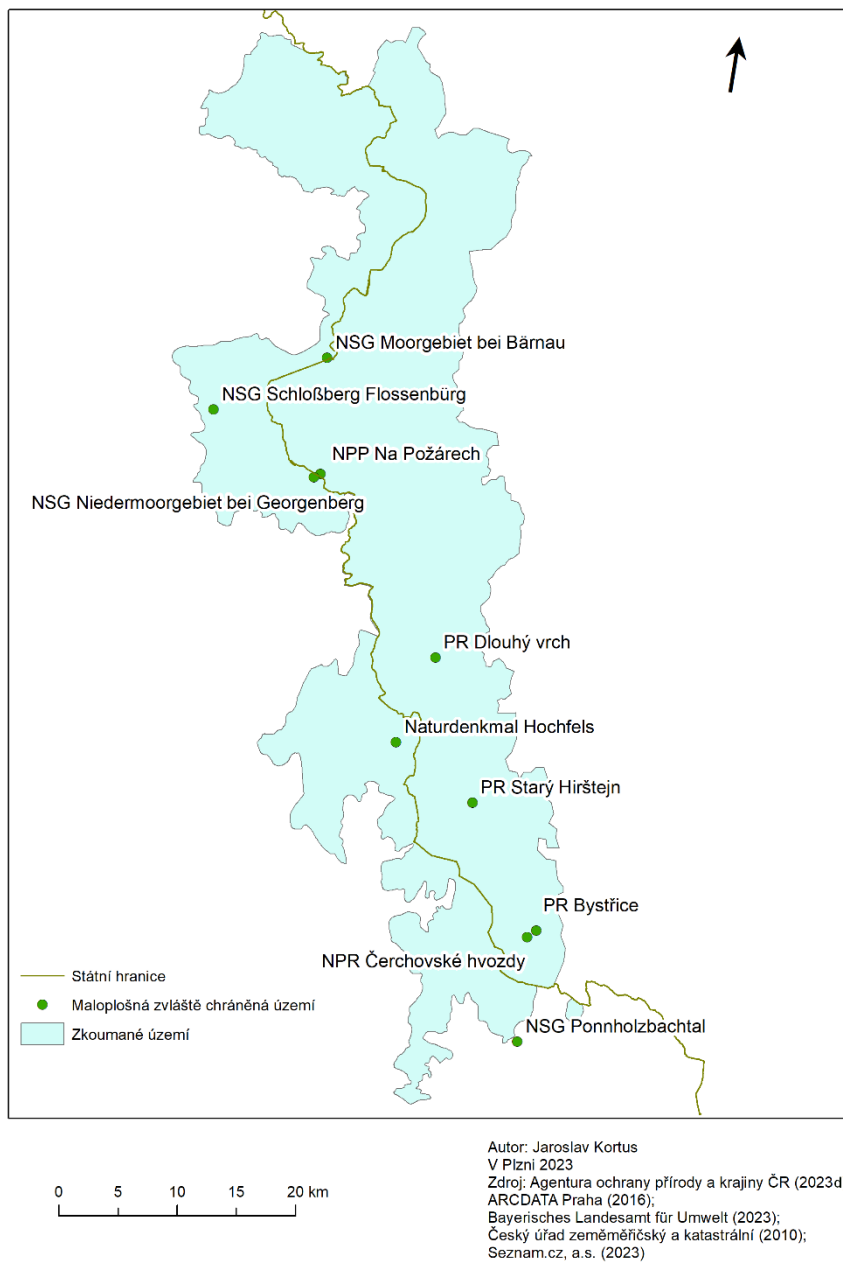 NSG Moorgebiet bei Bärnau
NSG Schloßberg Flossenbürg
NPP Na Požárech
NSG Niedermoorgebiet bei Georgenberg
PR Dlouhý vrch
Naturdenkmal Hochfels
PR Starý Hirštejn
PR Bystřice
NPR Čerchovské hvozdy
NSG Ponnholzbachtal
Státní hranice
Maloplošná zvláště chráněná území
Zkoumané území
0 5 10 15 20 km
Autor: Jaroslav Kortus
V Plzni 2023
Zdroj: Agentura ochrany přírody a krajiny ČR (2023d
ARCDATA Praha (2016);
Bayerisches Landesamt für Umwelt (2023);
Český úřad zeměměřičský a katastrální (2010);
Seznam.cz, a.s. (2023)